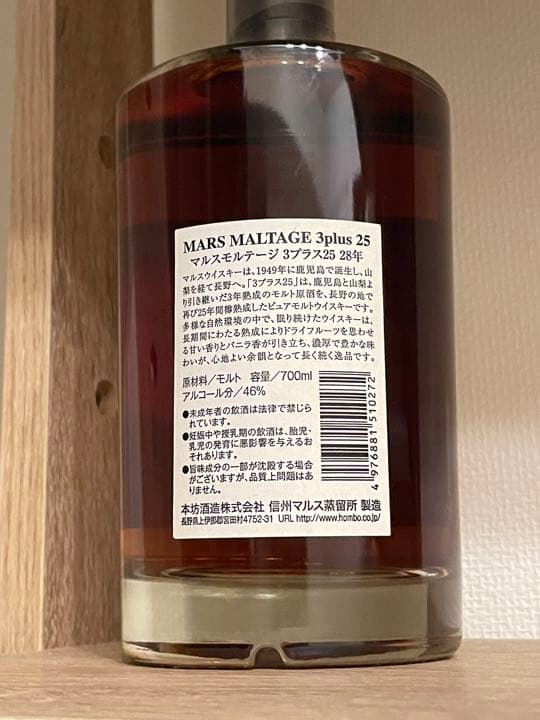 MARS MALTAGE 3plus 25
マルスモルテージ 3プラス25 28年
マルスウイスキーは、1949年に鹿児島で誕生し、山
梨を経て長野へ。「3プラス25」は、鹿児島と山梨よ
り引き継いだ3年熟成のモルト原酒を、長野の地で
再び25年間樽熟成したピュアモルトウイスキーです。
多様な自然環境の中で、眠り続けたウイスキーは、
長期間にわたる熟成によりドライフルーツを思わせ
る甘い香りとバニラ香が引き立ち、濃厚で豊かな味
わいが、心地よい余韻となって長く続く逸品です。
原材料/モルト 容量/700ml
アルコール分/46%
●未成年者の飲酒は法律で禁じら
れています。
●妊娠中や授乳期の飲酒は、胎児・
乳児の発育に悪影響を与えるお
それがあります。
●旨味成分の一部が沈殿する場合
がございますが、品質上問題はあ
りません。
4 976881 510272
本坊酒造株式会社 信州マルス蒸留所 製造
長野県上伊那郡宮田村4752-31 URL http://www.hombo.co.jp/